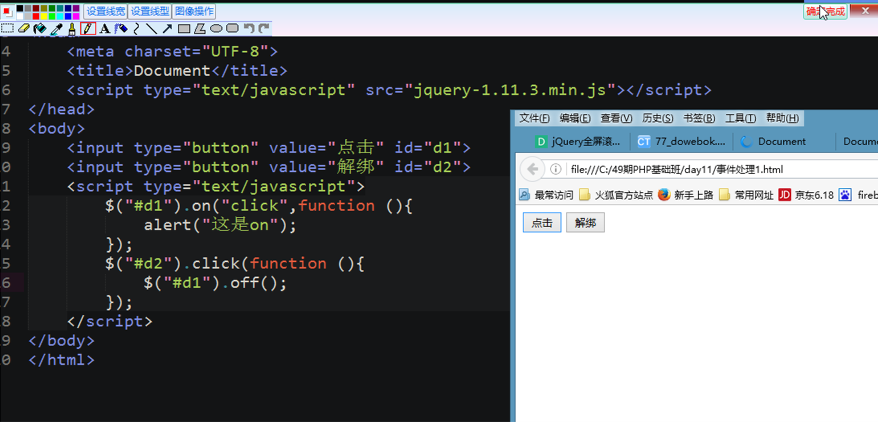 设置线宽 设置线型 图像操作
完成
4 <meta charset="UTF-8">
5 <title>Document</title>
6 <script type="text/javascript" src="jquery-1.11.3.min.js"></script>
7 </head>
8 <body>
9 <input type="button" value="点击" id="d1">
0 <input type="button" value="解绑" id="d2">
1 <script type="text/javascript">
2 $("#d1").on("click",function (){
3 alert("这是on");
4 });
5 $("#d2").click(function (){
6 $("#d1").off();
7 });
8 </script>
9 </body>
0 </html>
文件(F) 编辑(E) 查看(V) 历史(S) 书签(B) 工具(T) 帮助(H)
jQuery全屏滚... 77_dowebok.... Document Docume
file:///C:/49期PHP基础班/day11/事件处理1.html
最常访问 火狐官方站点 新手上路 常用网址 JD 京东6.18 fireb
点击 解绑